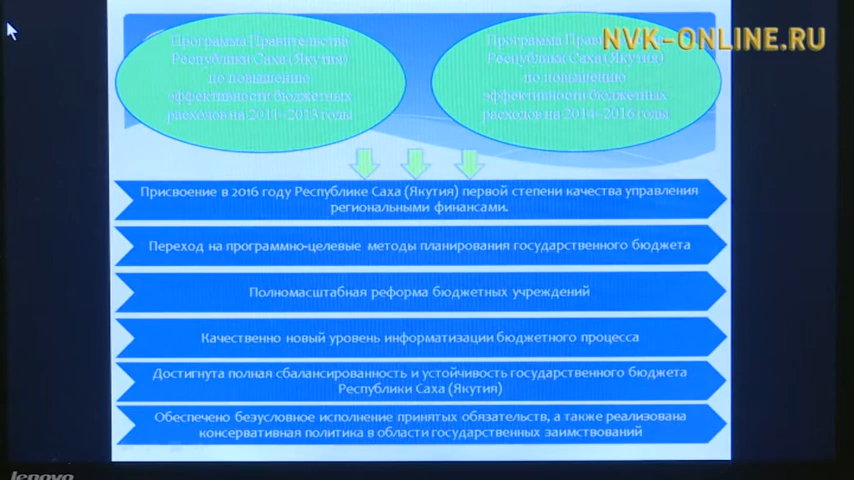 NVK-ONLINE.RU
Программа Правительства
Республики Саха (Якутия)
по повышению
эффективности бюджетных
расходов на 2011-2013 годы
Программа
Республики Саха (Якутия)
по повышению
эффективности бюджетных
расходов на 2014-2016 годы
Присвоение в 2016 году Республике Саха (Якутия) первой степени качества управления
региональными финансами.
Переход на программно-целевые методы планирования государственного бюджета
Полномасштабная реформа бюджетных учреждений
Качественно новый уровень информатизации бюджетного процесса
Достигнута полная сбалансированность и устойчивость государственного бюджета
Республики Саха (Якутия)
Обеспечено безусловное исполнение принятых обязательств, а также реализована
консервативная политика в области государственных заимствований
lenovo